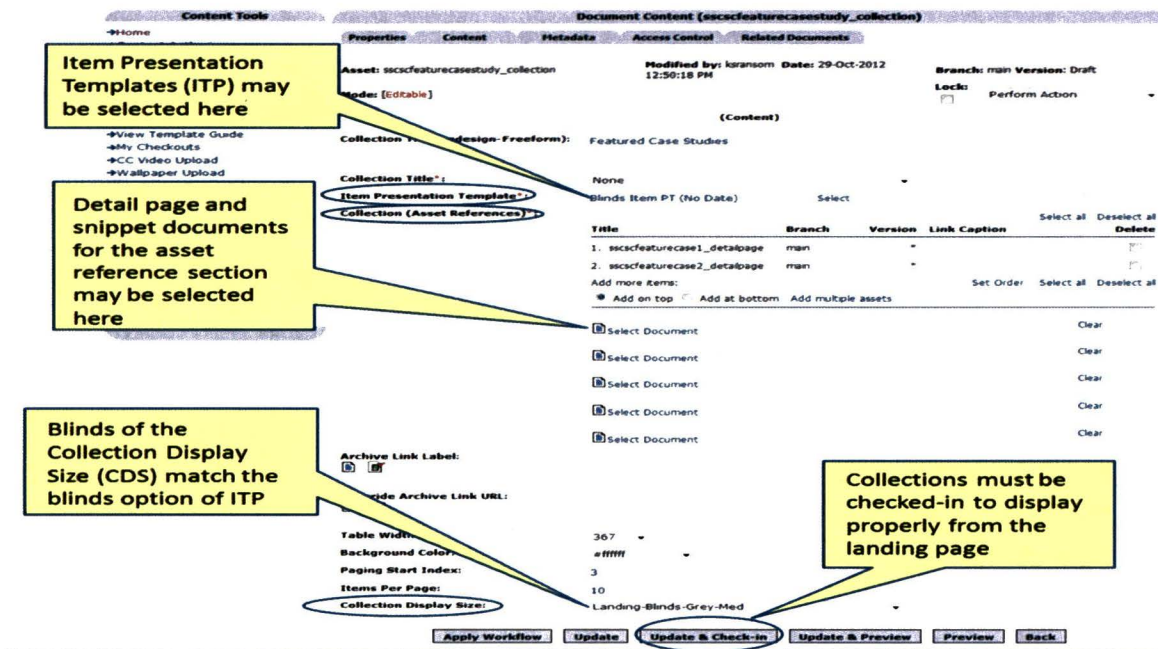 Content Tools
Document Content (sscscfeaturecasestudy_collection)
→Home
Properties Content Metadata Access Control Related Documents
Item Presentation
Templates (ITP) may
be selected here
Asset: sscscfeaturecasestudy_collection
Modified by: ksransom Date: 29-Oct-2012
12:50:18 PM
Branch: main Version: Draft
Mode: [Editable]
Lock:
Perform Action
(Content)
→View Template Guide
→My Checkouts
→CC Video Upload
→Wallpaper Upload
Collection design-Freeform):
Featured Case Studies
Collection Title*:
None
Item Presentation Template*:
Blinds Item PT (No Date) Select
Collection (Asset References)*:
Select all Deselect all
Title Branch Version Link Caption Delete
1. sscscfeaturecase1_detailpage main
2. sscscfeaturecase2_detailpage main
Add more items: Set Order Select all Deselect all
Add on top Add at bottom Add multiple assets
Detail page and
snippet documents
for the asset
reference section
may be selected
here
Select Document Clear
Select Document Clear
Select Document Clear
Select Document Clear
Select Document Clear
Blinds of the
Collection Display
Size (CDS) match the
blinds option of ITP
Archive Link Label:
Archive Link URL:
Collections must be
checked-in to display
properly from the
landing page
Table Width
367
Background Color:
#ffffff
Paging Start Index:
3
Items Per Page:
10
Collection Display Size:
Landing-Blinds-Grey-Med
Apply Workflow Update Update & Check-in Update & Preview Preview Back